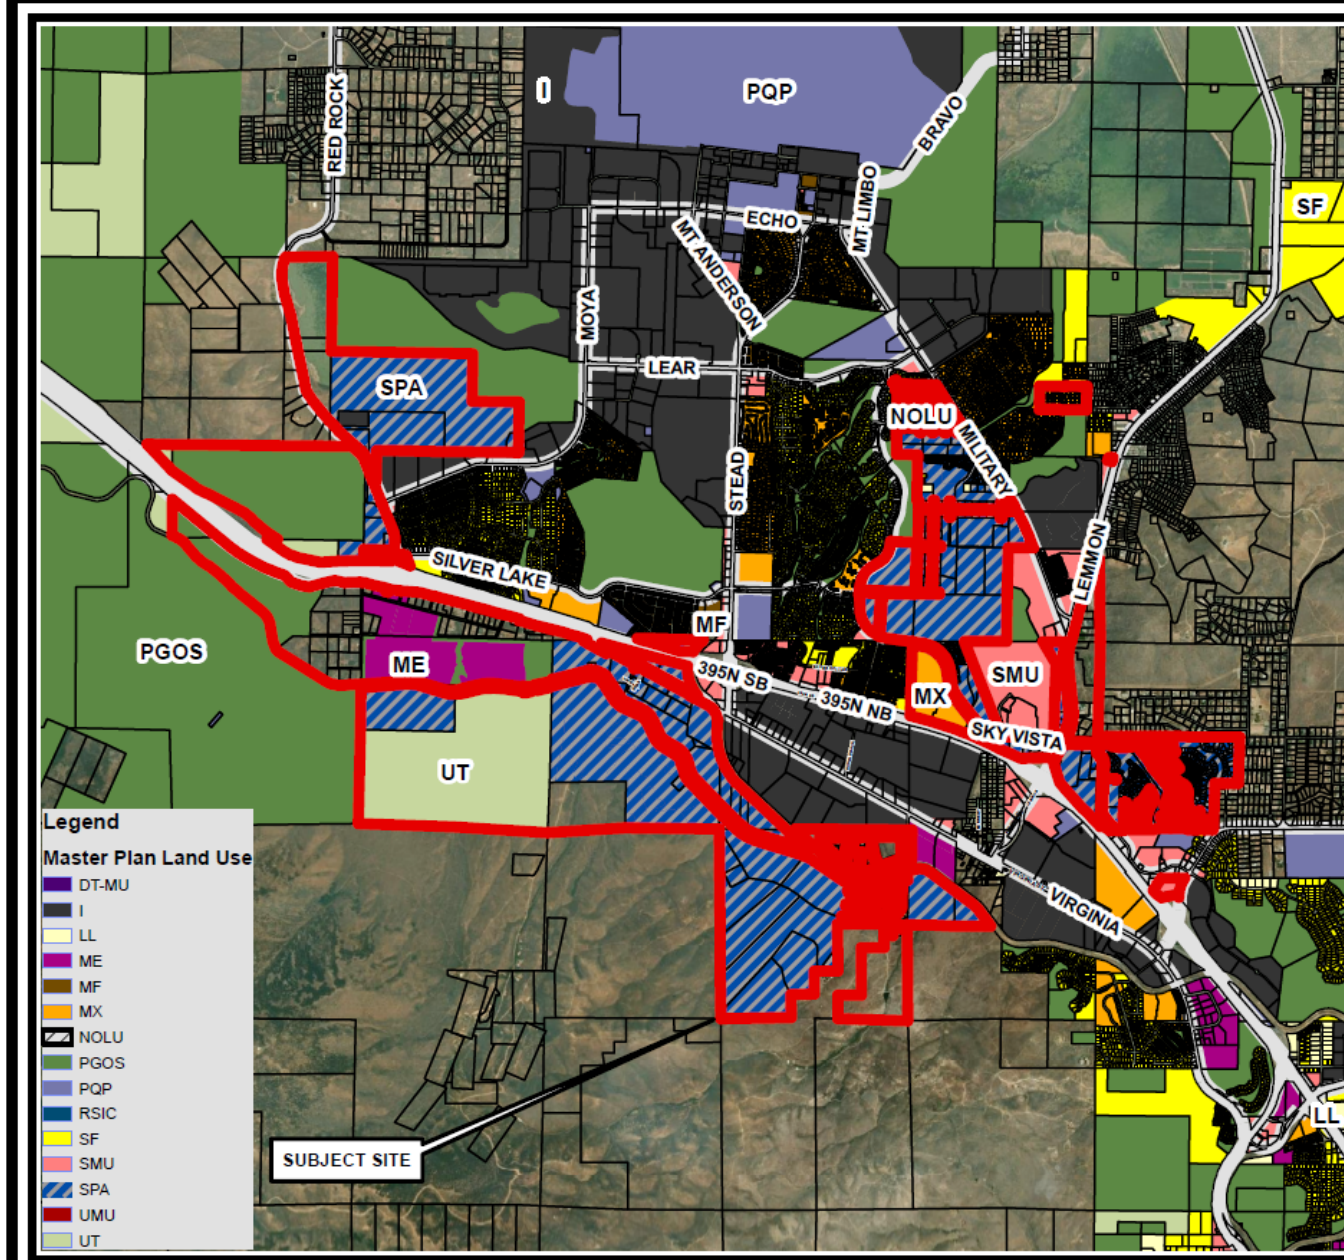 I
PQP
BRAVO
RED ROCK
SF
ECHO
MT LIMBO
MT ANDERSON
MOYA
LEAR
SPA
NOLU
MILITARY
STEAD
LEMMON
SILVER LAKE
MF
PGOS
ME
395N SB
395N NB
MX
SMU
SKY VISTA
UT
VIRGINIA
LL
SUBJECT SITE
Legend
Master Plan Land Use
DT-MU
I
LL
ME
MF
MX
NOLU
PGOS
PQP
RSIC
SF
SMU
SPA
UMU
UT